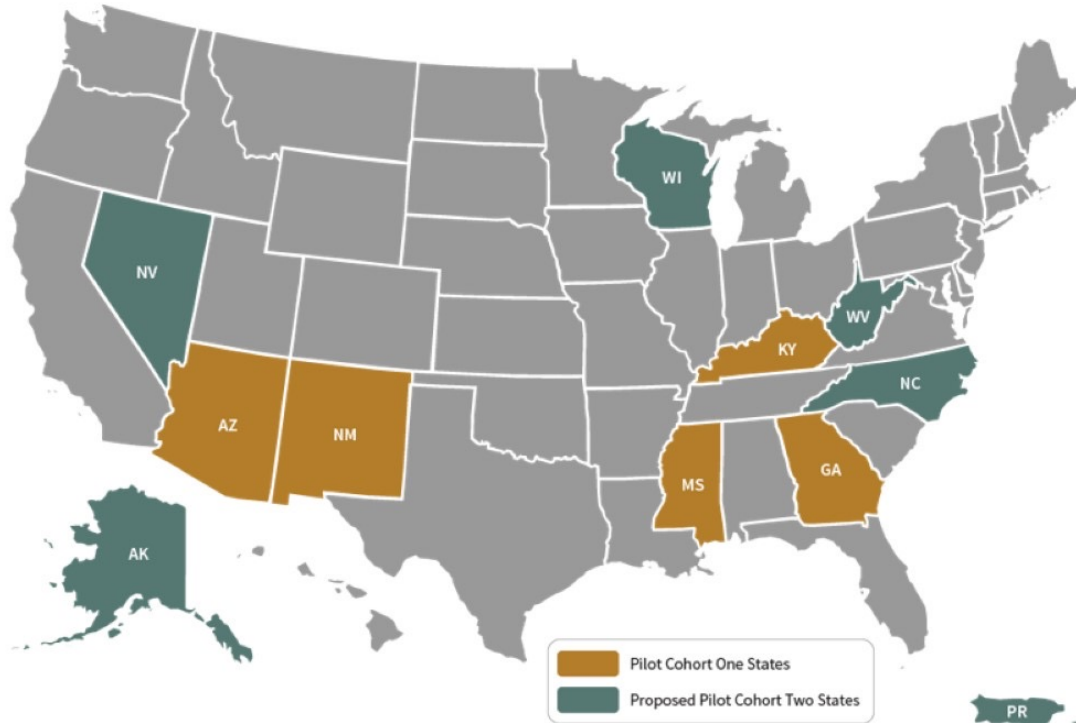 WI
NV
WV
KY
NC
AZ
NM
MS
GA
AK
Pilot Cohort One States
Proposed Pilot Cohort Two States
PR